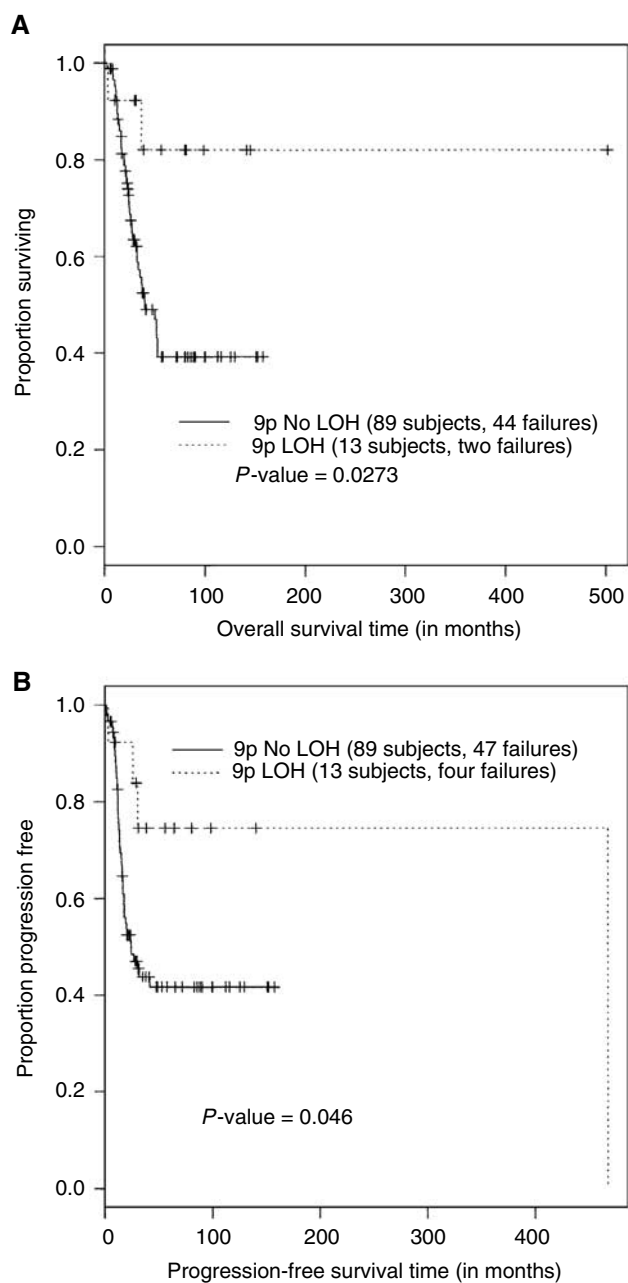 A
1.0
0.8
0.6
0.4
0.2
0.0
Proportion surviving
9p No LOH (89 subjects, 44 failures)
9p LOH (13 subjects, two failures)
P-value = 0.0273
0 100 200 300 400 500
Overall survival time (in months)
B
1.0
0.8
0.6
0.4
0.2
0.0
Proportion progression free
9p No LOH (89 subjects, 47 failures)
9p LOH (13 subjects, four failures)
P-value = 0.046
0 100 200 300 400
Progression-free survival time (in months)